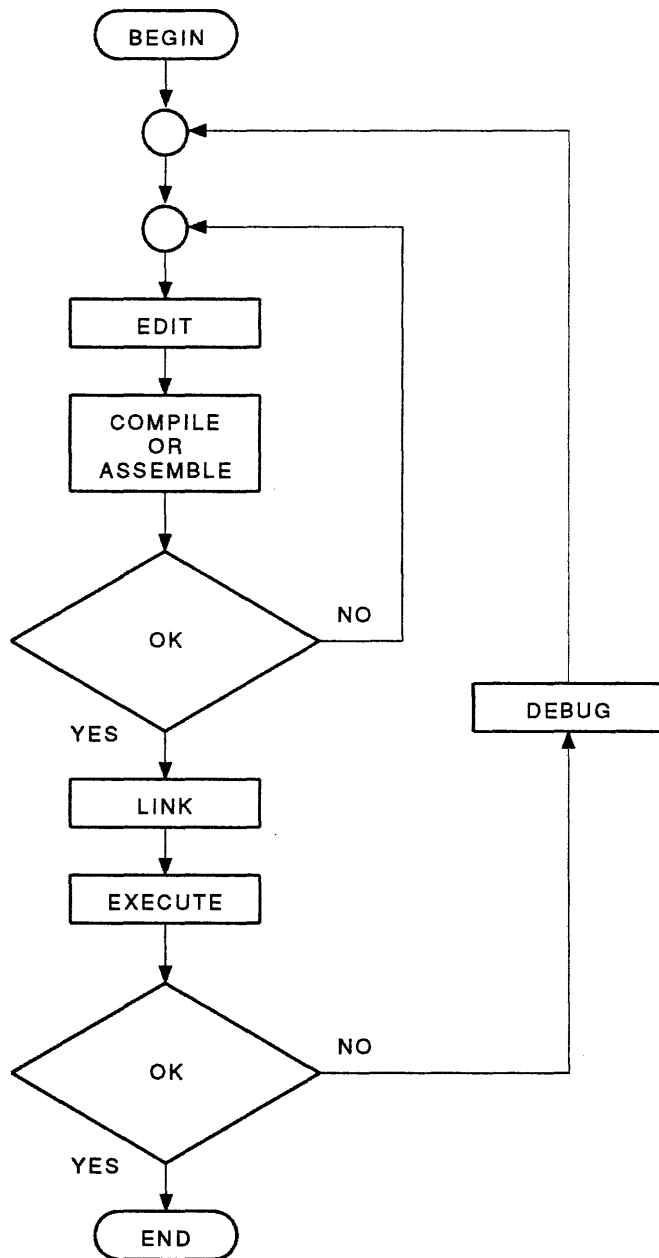 BEGIN
EDIT
COMPILE
OR
ASSEMBLE
OK
NO
YES
DEBUG
LINK
EXECUTE
OK
NO
YES
END